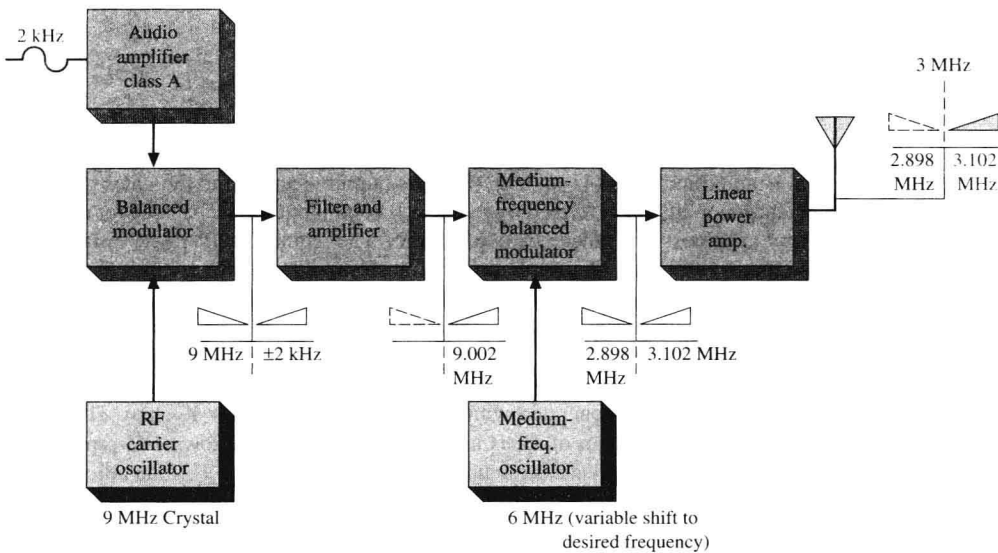 2 kHz
Audio
amplifier
class A
3 MHz
2.898
MHz
3.102
MHz
Balanced
modulator
Filter and
amplifier
Medium-
frequency
balanced
modulator
Linear
power
amp.
9 MHz
±2 kHz
9.002
MHz
2.898
MHz
3.102 MHz
RF
carrier
oscillator
Medium-
freq.
oscillator
9 MHz Crystal
6 MHz (variable shift to
desired frequency)